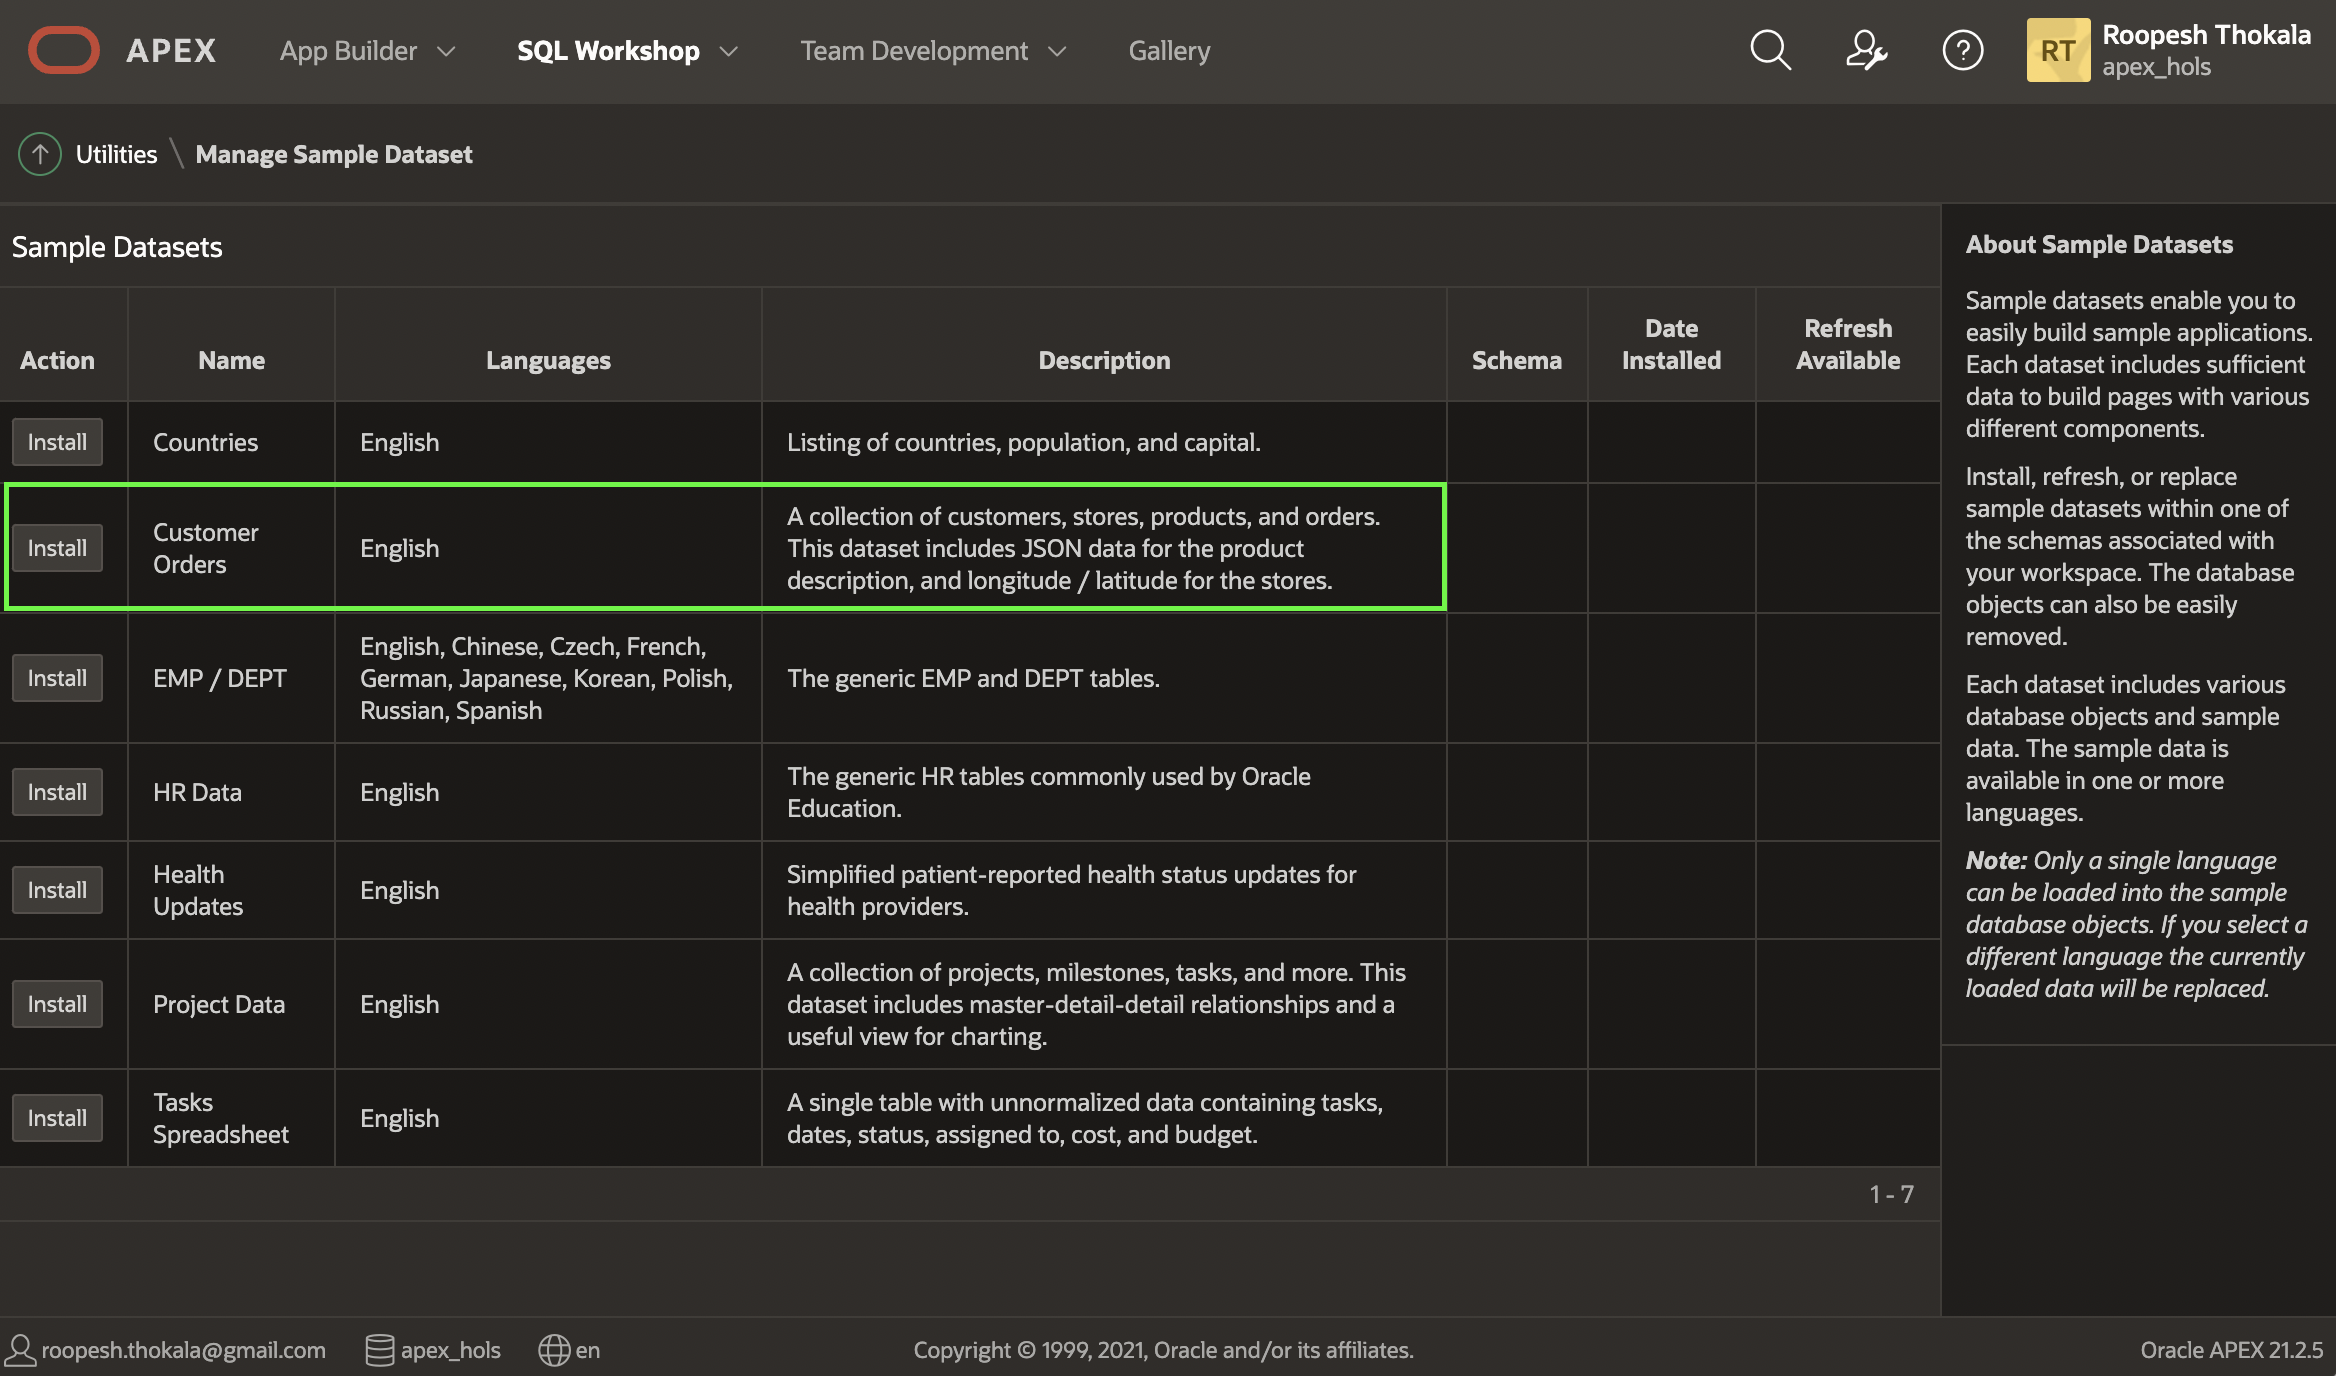 APEX App Builder SQL Workshop Team Development Gallery RT Roopesh Thokala
apex_hols
Utilities \ Manage Sample Dataset
Sample Datasets
Action Name Languages Description Schema Date Installed Refresh Available
Install Countries English Listing of countries, population, and capital.
Install Customer Orders English A collection of customers, stores, products, and orders.
This dataset includes JSON data for the product
description, and longitude / latitude for the stores.
Install EMP / DEPT English, Chinese, Czech, French,
German, Japanese, Korean, Polish,
Russian, Spanish
The generic EMP and DEPT tables.
Install HR Data English The generic HR tables commonly used by Oracle
Education.
Install Health Updates English Simplified patient-reported health status updates for
health providers.
Install Project Data English A collection of projects, milestones, tasks, and more. This
dataset includes master-detail-detail relationships and a
useful view for charting.
Install Tasks Spreadsheet English A single table with unnormalized data containing tasks,
dates, status, assigned to, cost, and budget.
1 - 7
About Sample Datasets
Sample datasets enable you to
easily build sample applications.
Each dataset includes sufficient
data to build pages with various
different components.
Install, refresh, or replace
sample datasets within one of
the schemas associated with
your workspace. The database
objects can also be easily
removed.
Each dataset includes various
database objects and sample
data. The sample data is
available in one or more
languages.
Note: Only a single language
can be loaded into the sample
database objects. If you select a
different language the currently
loaded data will be replaced.
roopesh.thokala@gmail.com apex_hols en Copyright © 1999, 2021, Oracle and/or its affiliates. Oracle APEX 21.2.5